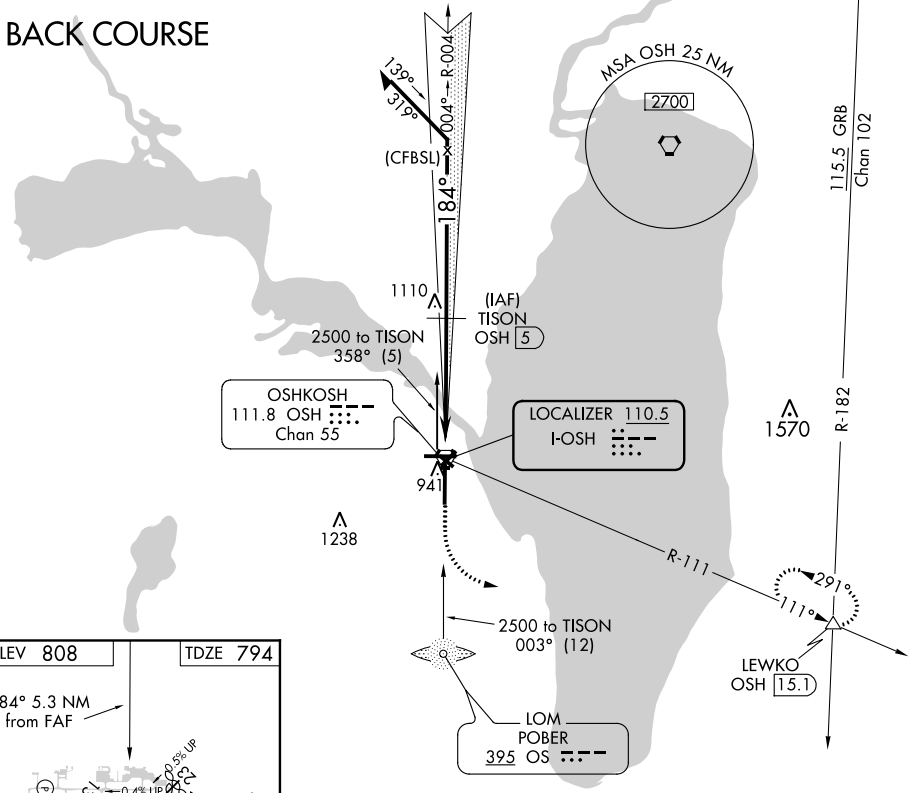 BACK COURSE
MSA OSH 25 NM
2700
139°
319°
004°
R-004
(CFBSL)
184°
115.5 GRB
Chan 102
1110
(IAF)
TISON
OSH 5
2500 to TISON
358° (5)
OSHKOSH
111.8 OSH
Chan 55
LOCALIZER 110.5
I-OSH
1570
R-182
941
1238
R-111
291°
111°
2500 to TISON
003° (12)
LEWKO
OSH 15.1
LOM
POBER
395 OS
LEV 808
TDZE 794
84° 5.3 NM
from FAF
0.5% UP
23
0.4% UP
13
P